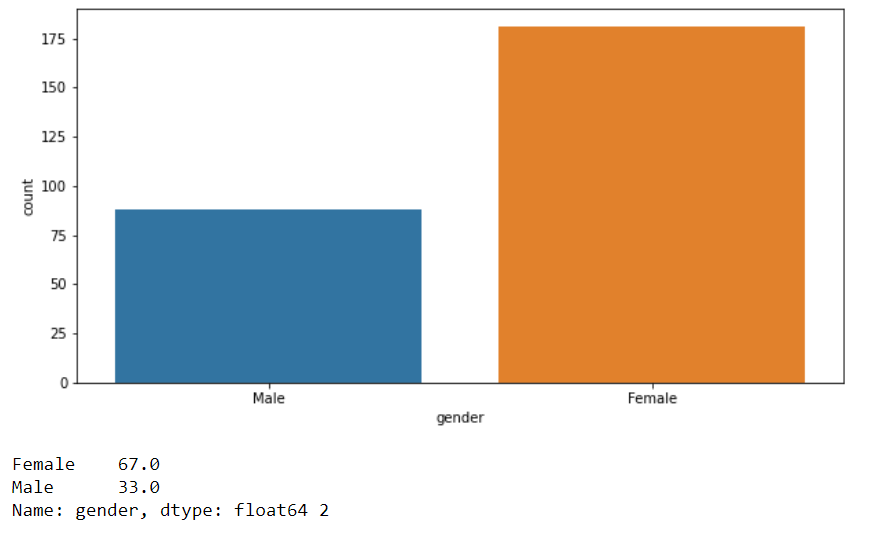 175
150
125
100
75
50
25
0
count
Male Female
gender
Female 67.0
Male 33.0
Name: gender, dtype: float64 2